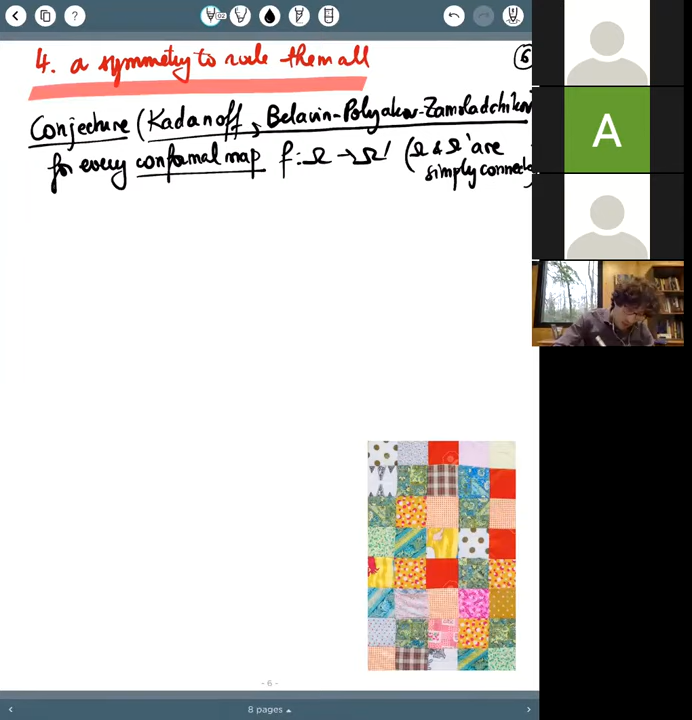 4. a symmetry to rule them all
6
Conjecture (Kadanoff, Belavin-Polyakov-Zamolodchikov
for every conformal map f: Ω → Ω' (Ω & Ω' are
simply connected
A
- 6 -
8 pages